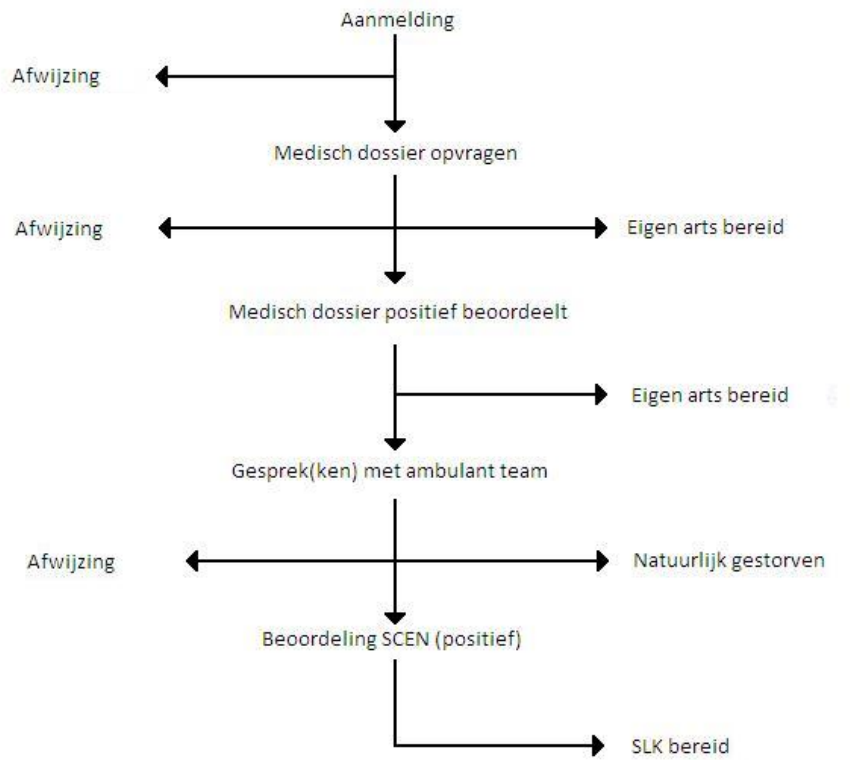 Aanmelding
Afwijzing
Medisch dossier opvragen
Afwijzing
Eigen arts bereid
Medisch dossier positief beoordeelt
Eigen arts bereid
Gesprek(ken) met ambulant team
Afwijzing
Natuurlijk gestorven
Beoordeling SCEN (positief)
SLK bereid